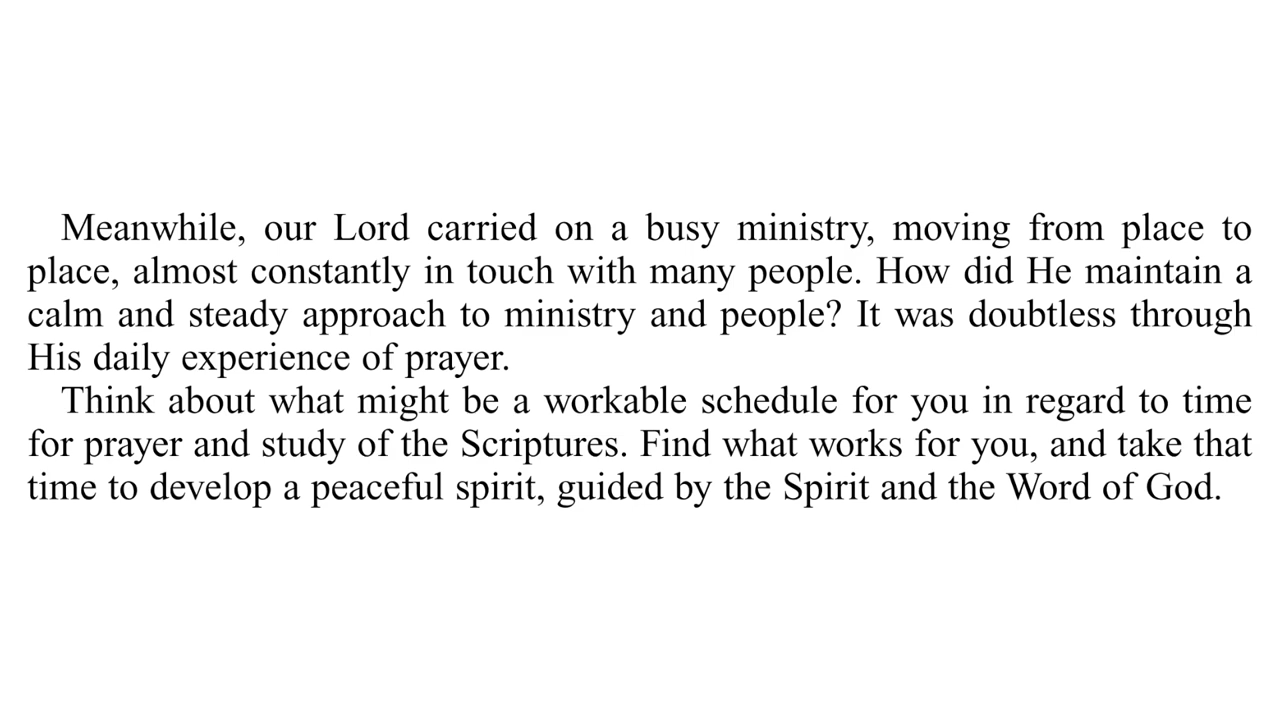 Meanwhile, our Lord carried on a busy ministry, moving from place to
place, almost constantly in touch with many people. How did He maintain a
calm and steady approach to ministry and people? It was doubtless through
His daily experience of prayer.
Think about what might be a workable schedule for you in regard to time
for prayer and study of the Scriptures. Find what works for you, and take that
time to develop a peaceful spirit, guided by the Spirit and the Word of God.